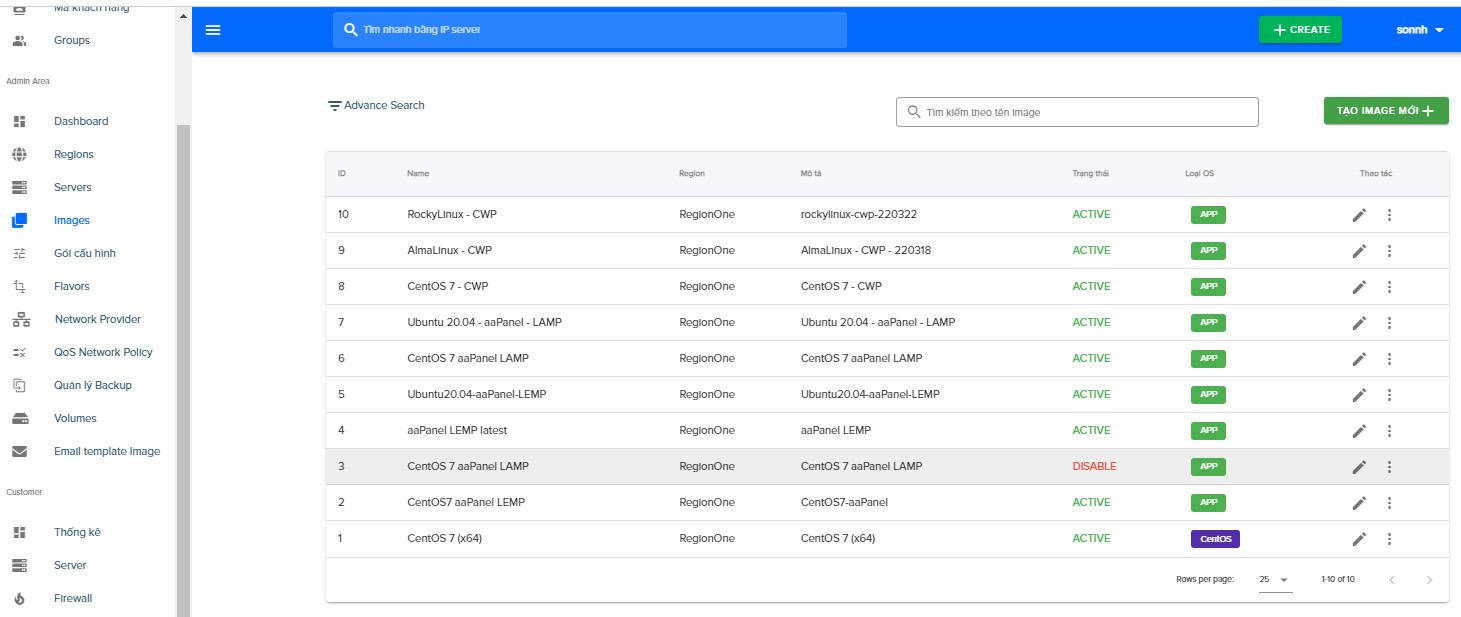 Mã khách hàng
Groups
Admin Area
Dashboard
Regions
Servers
Images
Gói cấu hình
Flavors
Network Provider
QoS Network Policy
Quản lý Backup
Volumes
Email template Image
Customer
Thống kê
Server
Firewall
Tìm nhanh bằng IP server
CREATE
sonnh
Advance Search
Tìm kiếm theo tên image
TẠO IMAGE MỚI
ID Name Region Mô tả Trạng thái Loại OS Thao tác
10 RockyLinux - CWP RegionOne rockylinux-cwp-220322 ACTIVE APP
9 AlmaLinux - CWP RegionOne AlmaLinux - CWP - 220318 ACTIVE APP
8 CentOS 7 - CWP RegionOne CentOS 7 - CWP ACTIVE APP
7 Ubuntu 20.04 - aaPanel - LAMP RegionOne Ubuntu 20.04 - aaPanel - LAMP ACTIVE APP
6 CentOS 7 aaPanel LAMP RegionOne CentOS 7 aaPanel LAMP ACTIVE APP
5 Ubuntu20.04-aaPanel-LEMP RegionOne Ubuntu20.04-aaPanel-LEMP ACTIVE APP
4 aaPanel LEMP latest RegionOne aaPanel LEMP ACTIVE APP
3 CentOS 7 aaPanel LAMP RegionOne CentOS 7 aaPanel LAMP DISABLE APP
2 CentOS7 aaPanel LEMP RegionOne CentOS7-aaPanel ACTIVE APP
1 CentOS 7 (x64) RegionOne CentOS 7 (x64) ACTIVE CentOS
Rows per page: 25 1-10 of 10